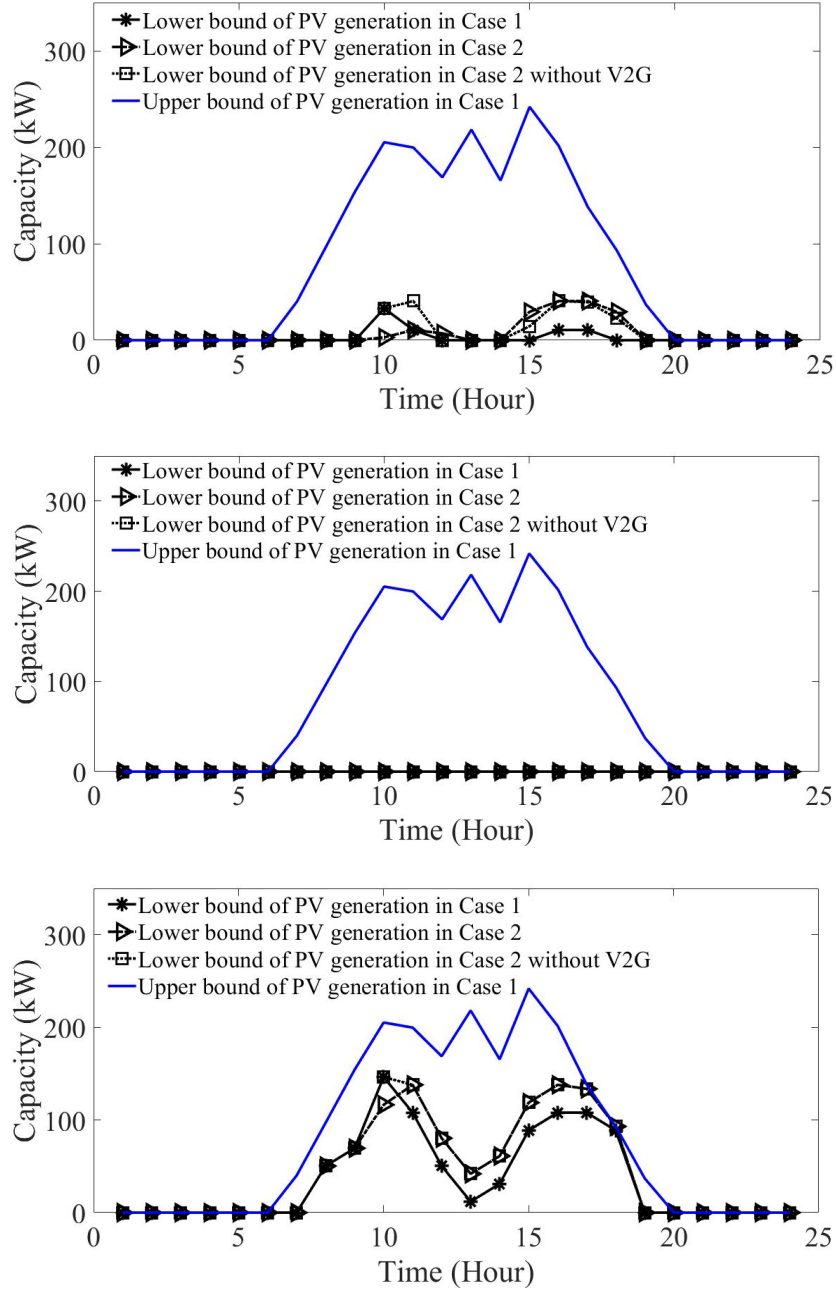 Lower bound of PV generation in Case 1
Lower bound of PV generation in Case 2
Lower bound of PV generation in Case 2 without V2G
Upper bound of PV generation in Case 1
Capacity (kW)
300
200
100
0
0 5 10 15 20 25
Time (Hour)
Lower bound of PV generation in Case 1
Lower bound of PV generation in Case 2
Lower bound of PV generation in Case 2 without V2G
Upper bound of PV generation in Case 1
Capacity (kW)
300
200
100
0
0 5 10 15 20 25
Time (Hour)
Lower bound of PV generation in Case 1
Lower bound of PV generation in Case 2
Lower bound of PV generation in Case 2 without V2G
Upper bound of PV generation in Case 1
Capacity (kW)
300
200
100
0
0 5 10 15 20 25
Time (Hour)